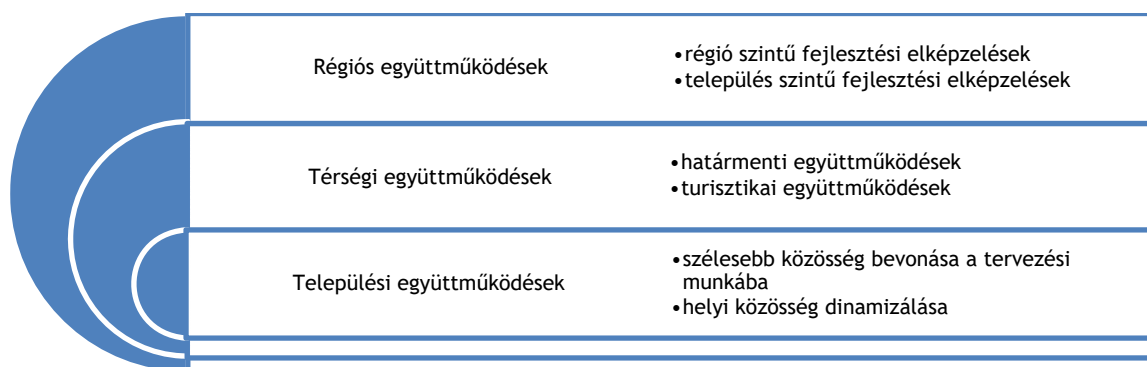 Régiós együttműködések
•régió szintű fejlesztési elképzelések
•település szintű fejlesztési elképzelések
Térségi együttműködések
•határmenti együttműködések
•turisztikai együttműködések
Települési együttműködések
•szélesebb közösség bevonása a tervezési
munkába
•helyi közösség dinamizálása